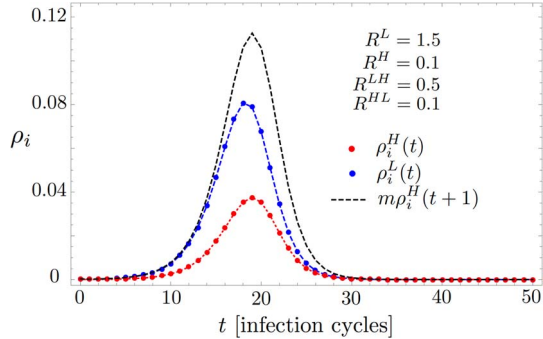 0.12
0.08
0.04
0
ρ_i
R^L = 1.5
R^H = 0.1
R^{LH} = 0.5
R^{HL} = 0.1
ρ_i^H(t)
ρ_i^L(t)
mρ_i^H(t+1)
0 10 20 30 40 50
t [infection cycles]